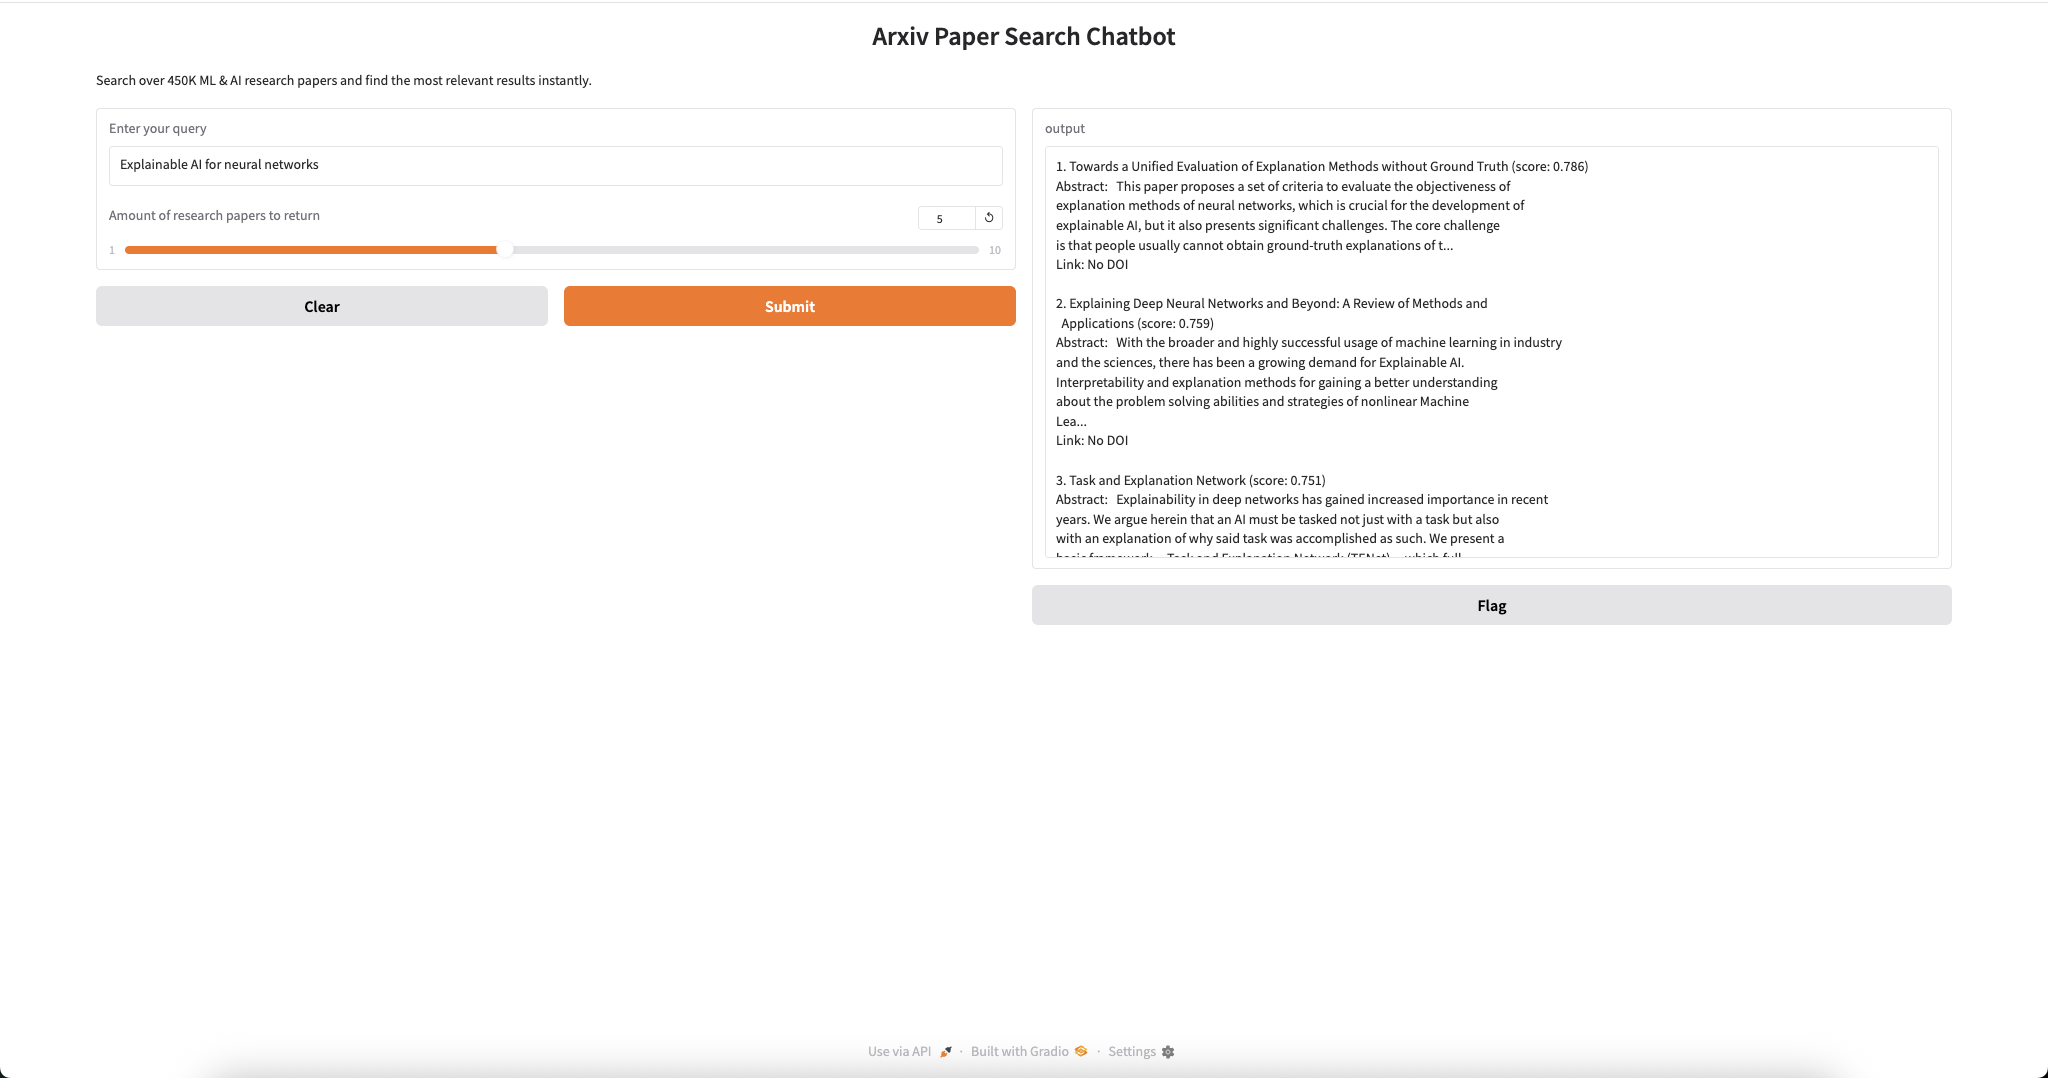 Arxiv Paper Search Chatbot
Search over 450K ML & AI research papers and find the most relevant results instantly.
Enter your query
Explainable AI for neural networks
Amount of research papers to return
5
1
10
Clear
Submit
output
1. Towards a Unified Evaluation of Explanation Methods without Ground Truth (score: 0.786)
Abstract: This paper proposes a set of criteria to evaluate the objectiveness of
explanation methods of neural networks, which is crucial for the development of
explainable AI, but it also presents significant challenges. The core challenge
is that people usually cannot obtain ground-truth explanations of t...
Link: No DOI
2. Explaining Deep Neural Networks and Beyond: A Review of Methods and
Applications (score: 0.759)
Abstract: With the broader and highly successful usage of machine learning in industry
and the sciences, there has been a growing demand for Explainable AI.
Interpretability and explanation methods for gaining a better understanding
about the problem solving abilities and strategies of nonlinear Machine
Lea...
Link: No DOI
3. Task and Explanation Network (score: 0.751)
Abstract: Explainability in deep networks has gained increased importance in recent
years. We argue herein that an AI must be tasked not just with a task but also
with an explanation of why said task was accomplished as such. We present a
basic framework -- Task and Explanation Network (TENet) -- which full
Flag
Use via API · Built with Gradio · Settings